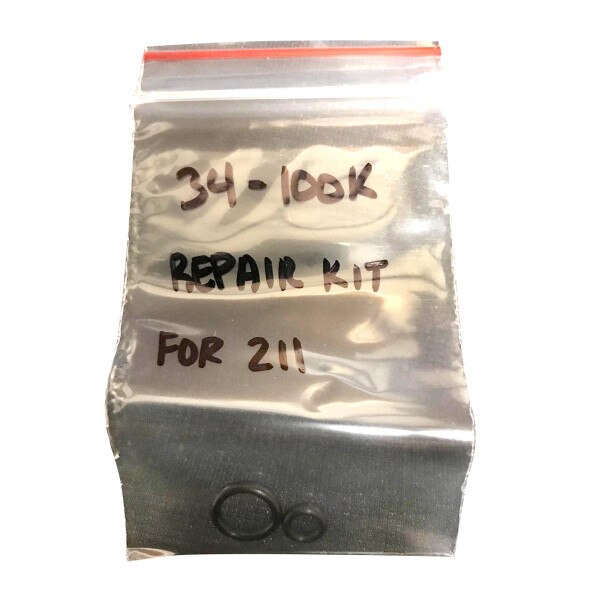 34-100K
REPAIR KIT
FOR 211